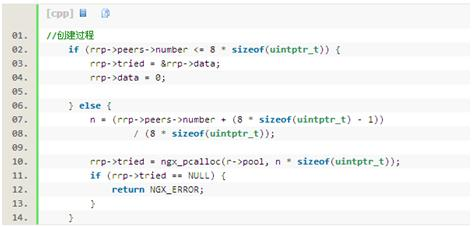 [cpp]
01. //创建过程
02. if (rrp->peers->number <= 8 * sizeof(uintptr_t)) {
03. rrp->tried = &rrp->data;
04. rrp->data = 0;
05.
06. } else {
07. n = (rrp->peers->number + (8 * sizeof(uintptr_t) - 1))
08. / (8 * sizeof(uintptr_t));
09.
10. rrp->tried = ngx_pcalloc(r->pool, n * sizeof(uintptr_t));
11. if (rrp->tried == NULL) {
12. return NGX_ERROR;
13. }
14. }